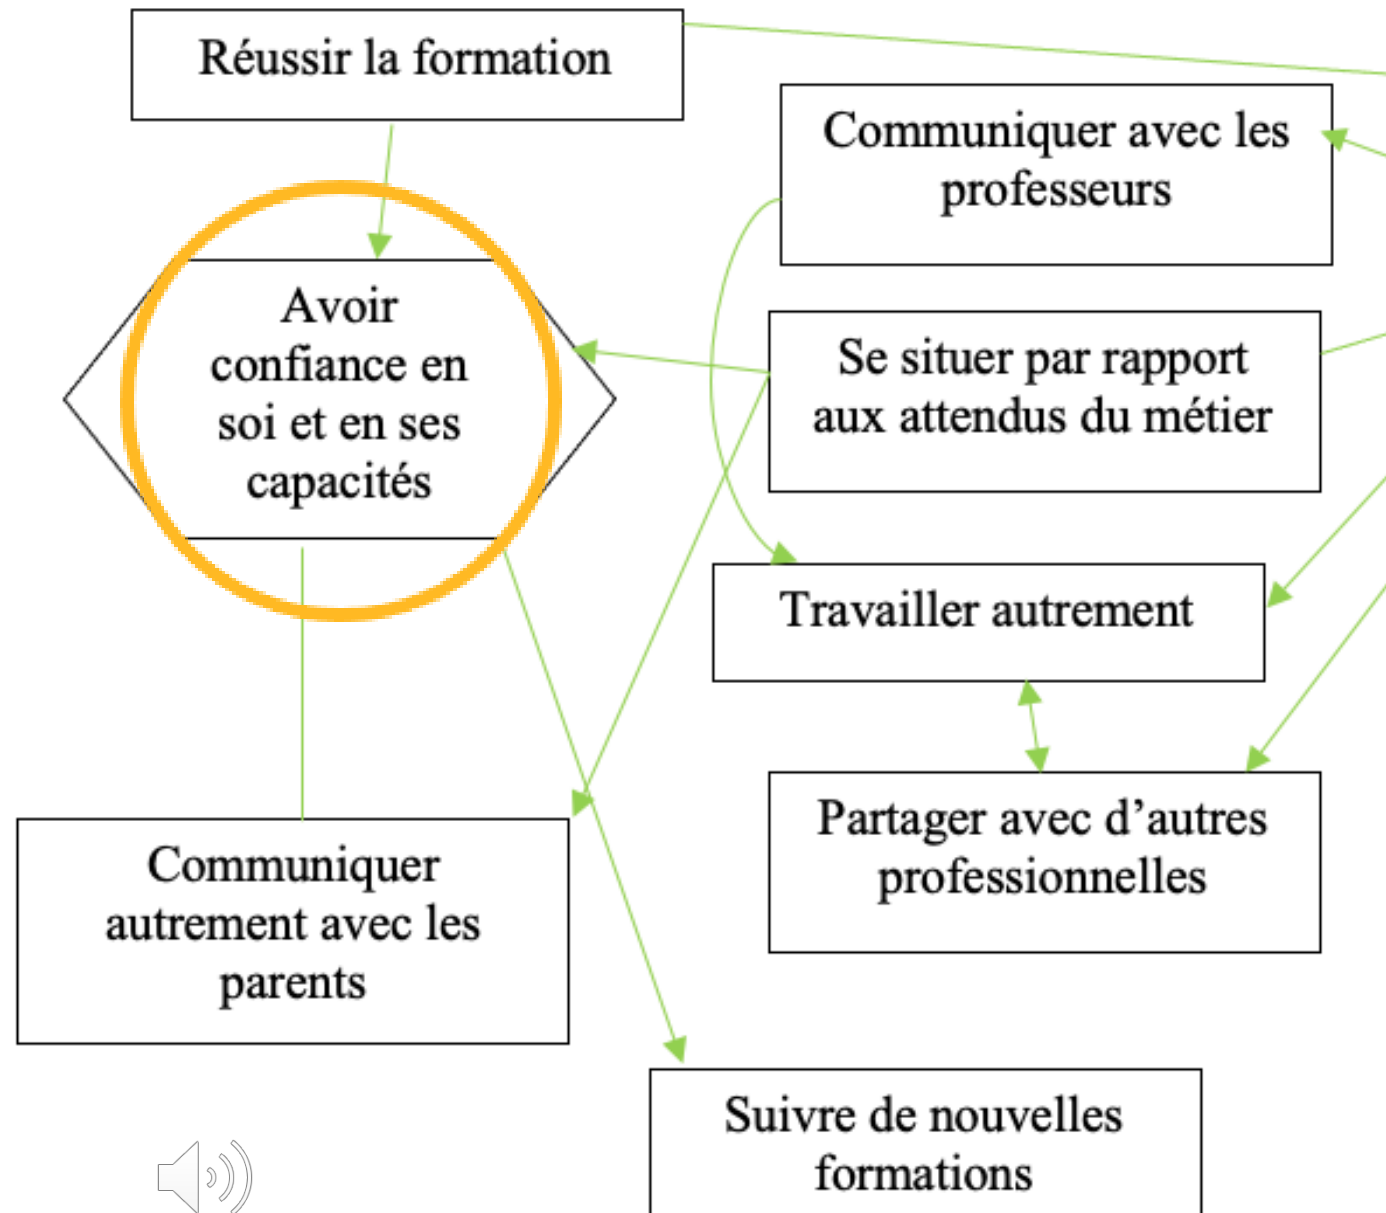 Réussir la formation
Communiquer avec les
professeurs
Avoir
confiance en
soi et en ses
capacités
Se situer par rapport
aux attendus du métier
Travailler autrement
Partager avec d’autres
professionnelles
Communiquer
autrement avec les
parents
Suivre de nouvelles
formations